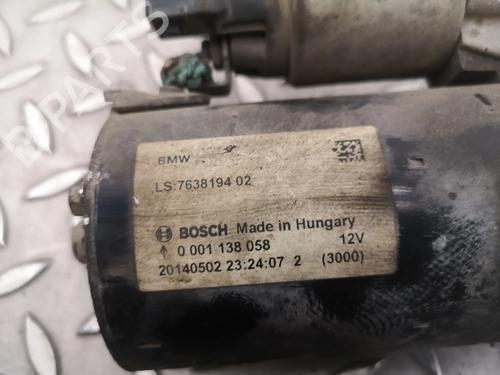 B-PARTS
BMW
LS:7638194 02
BOSCH Made in Hungary
0 001 138 058 12V
20140502 23:24:07 2 (3000)